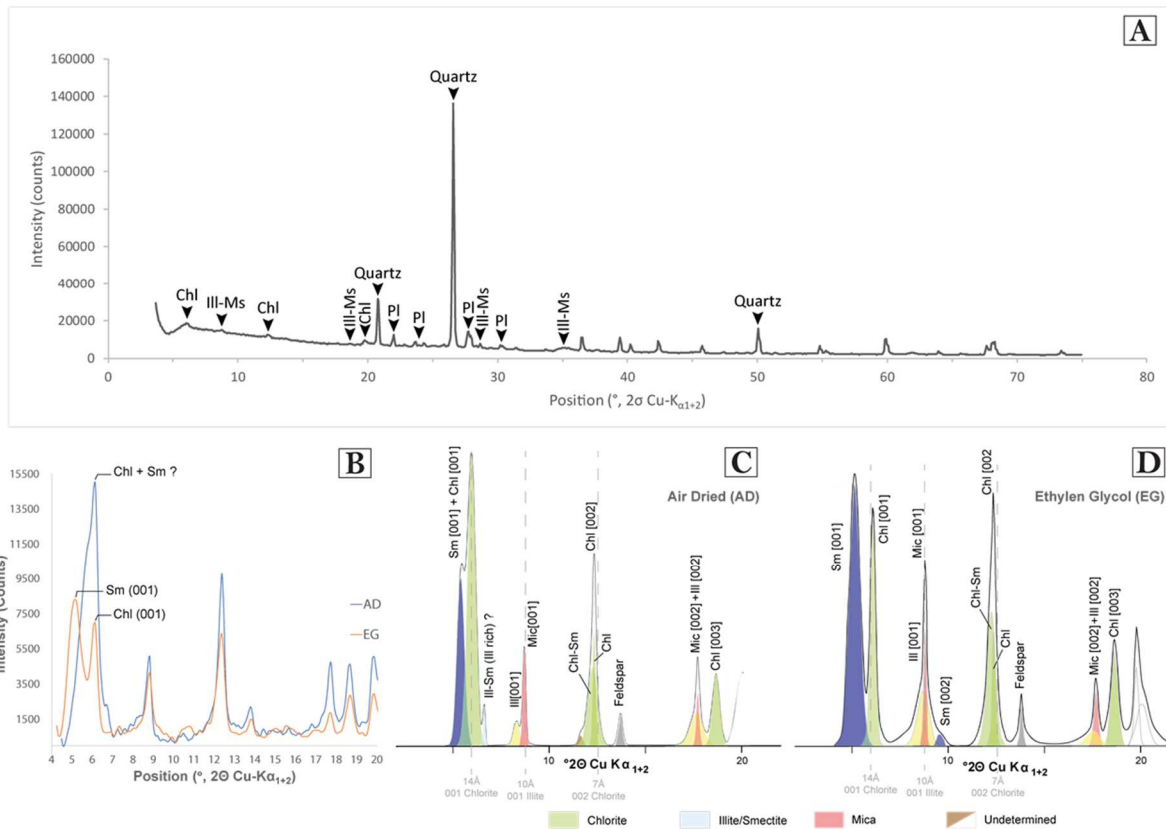 A
160000
140000
120000
100000
80000
60000
40000
20000
0
Intensity (counts)
Quartz
Chl
Ill-Ms
Chl
Ill-Ms
Chl
Quartz
Pl
Pl
Pl
Ill-Ms
Pl
Ill-Ms
Quartz
0 10 20 30 40 50 60 70 80
Position (°, 2σ Cu-Kα1+2)
B
15500
13500
11500
9500
7500
5500
3500
1500
Intensity (Counts)
Chl + Sm ?
Sm (001)
Chl (001)
AD
EG
4 5 6 7 8 9 10 11 12 13 14 15 16 17 18 19 20
Position (°, 2Θ Cu-Kα1+2)
C
Air Dried (AD)
Sm [001] + Chl [001]
Ill-Sm (Ill rich) ?
Ill[001]
Mic[001]
Chl-Sm
Chl [002]
Chl
Feldspar
Mic [002] +Ill [002]
Chl [003]
10 20
°2Θ Cu Kα1+2
14Å
001 Chlorite
10Å
001 Illite
7Å
002 Chlorite
D
Ethylen Glycol (EG)
Sm [001]
Chl [001]
Ill [001]
Mic [001]
Sm [002]
Chl-Sm
Chl [002
Chl
Feldspar
Mic [002]+Ill [002]
Chl [003]
10 20
°2Θ Cu Kα1+2
14Å
001 Chlorite
10Å
001 Illite
7Å
002 Chlorite
Chlorite
Illite/Smectite
Mica
Undetermined